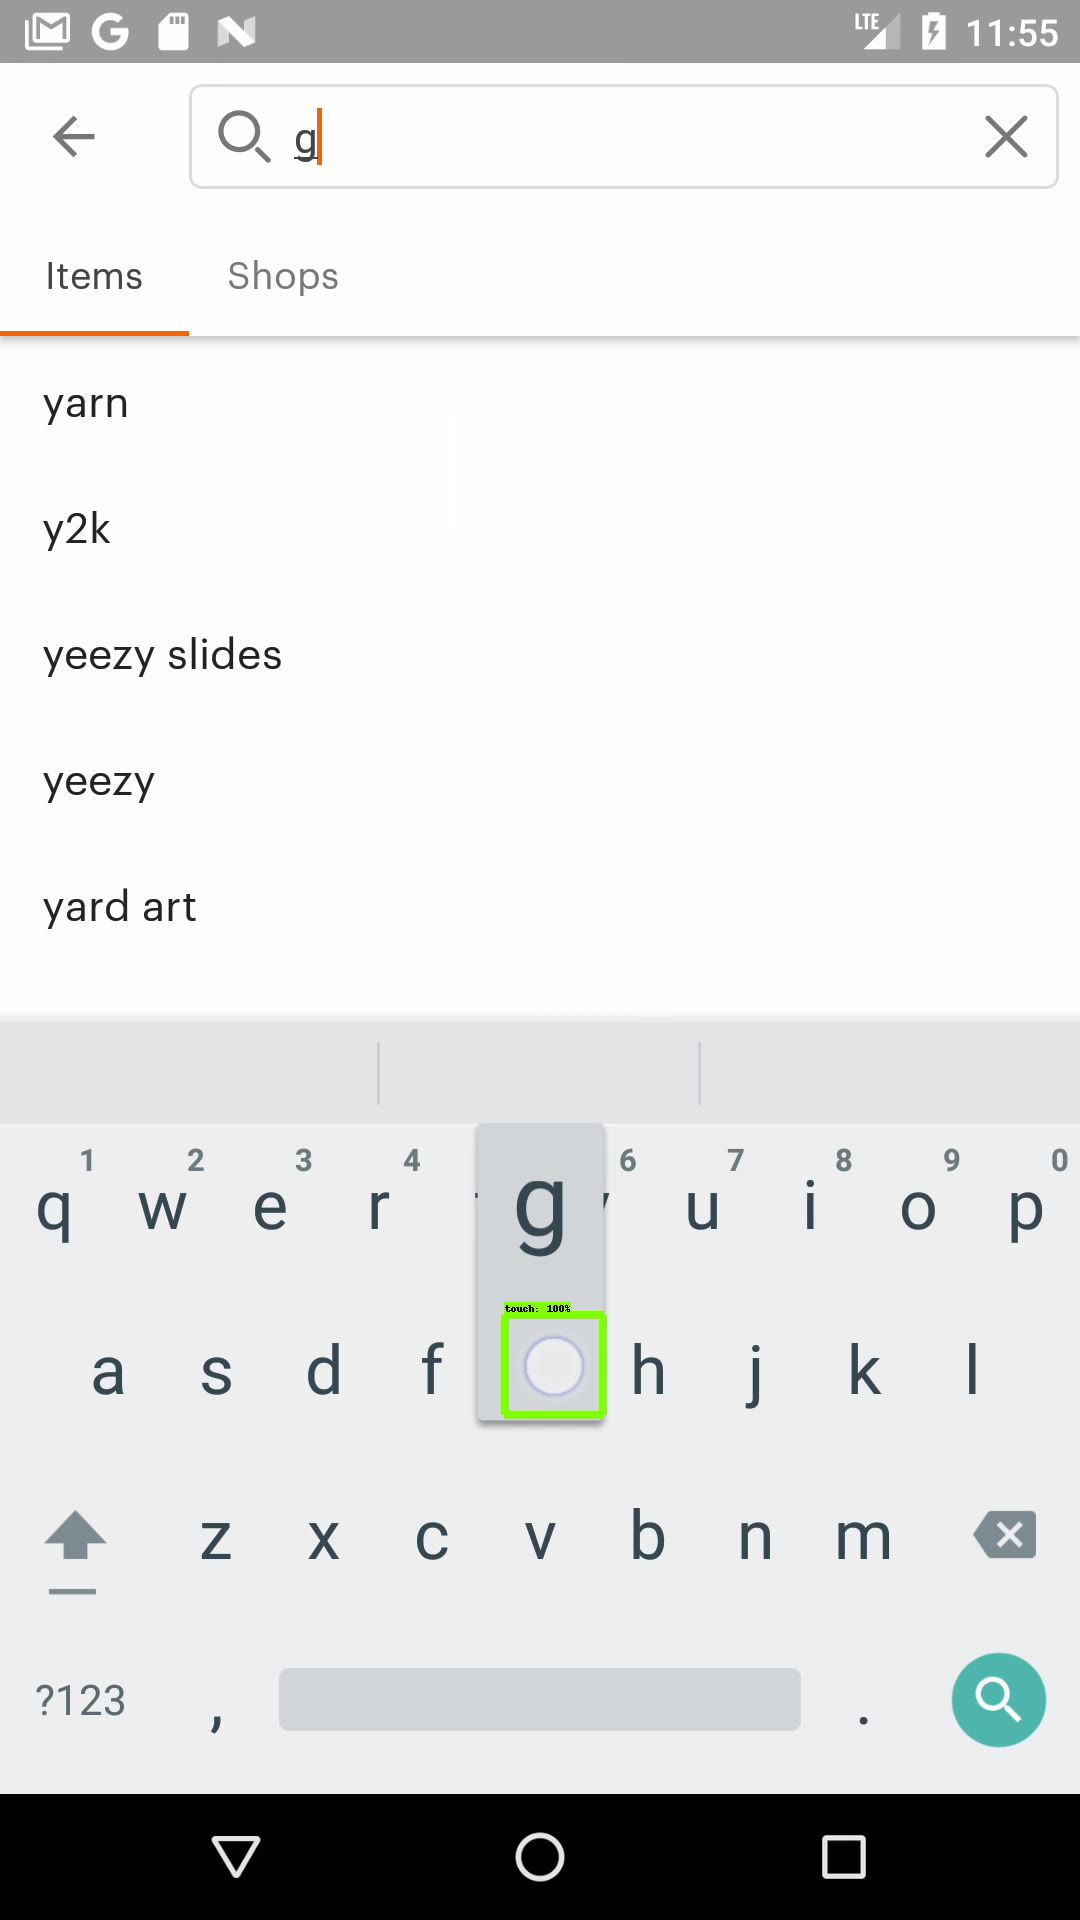 LTE 11:55
g
Items Shops
yarn
y2k
yeezy slides
yeezy
yard art
1 2 3 4 6 7 8 9 0
q w e r g u i o p
touch: 100%
a s d f h j k l
z x c v b n m
?123 , .